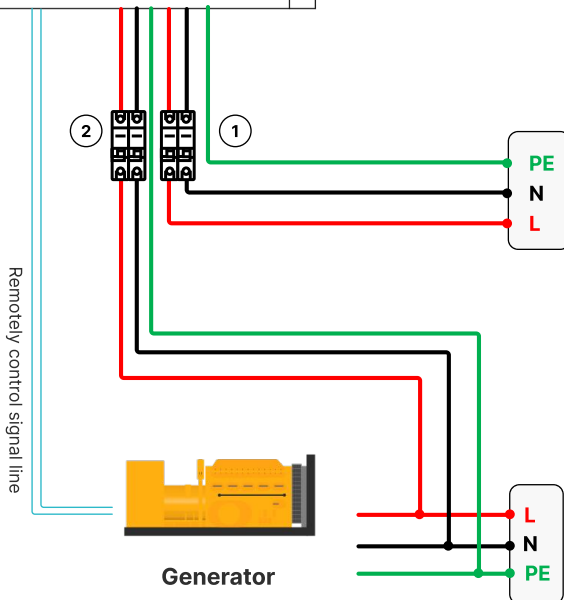 2
1
PE
N
L
Remotely control signal line
L
N
PE
Generator